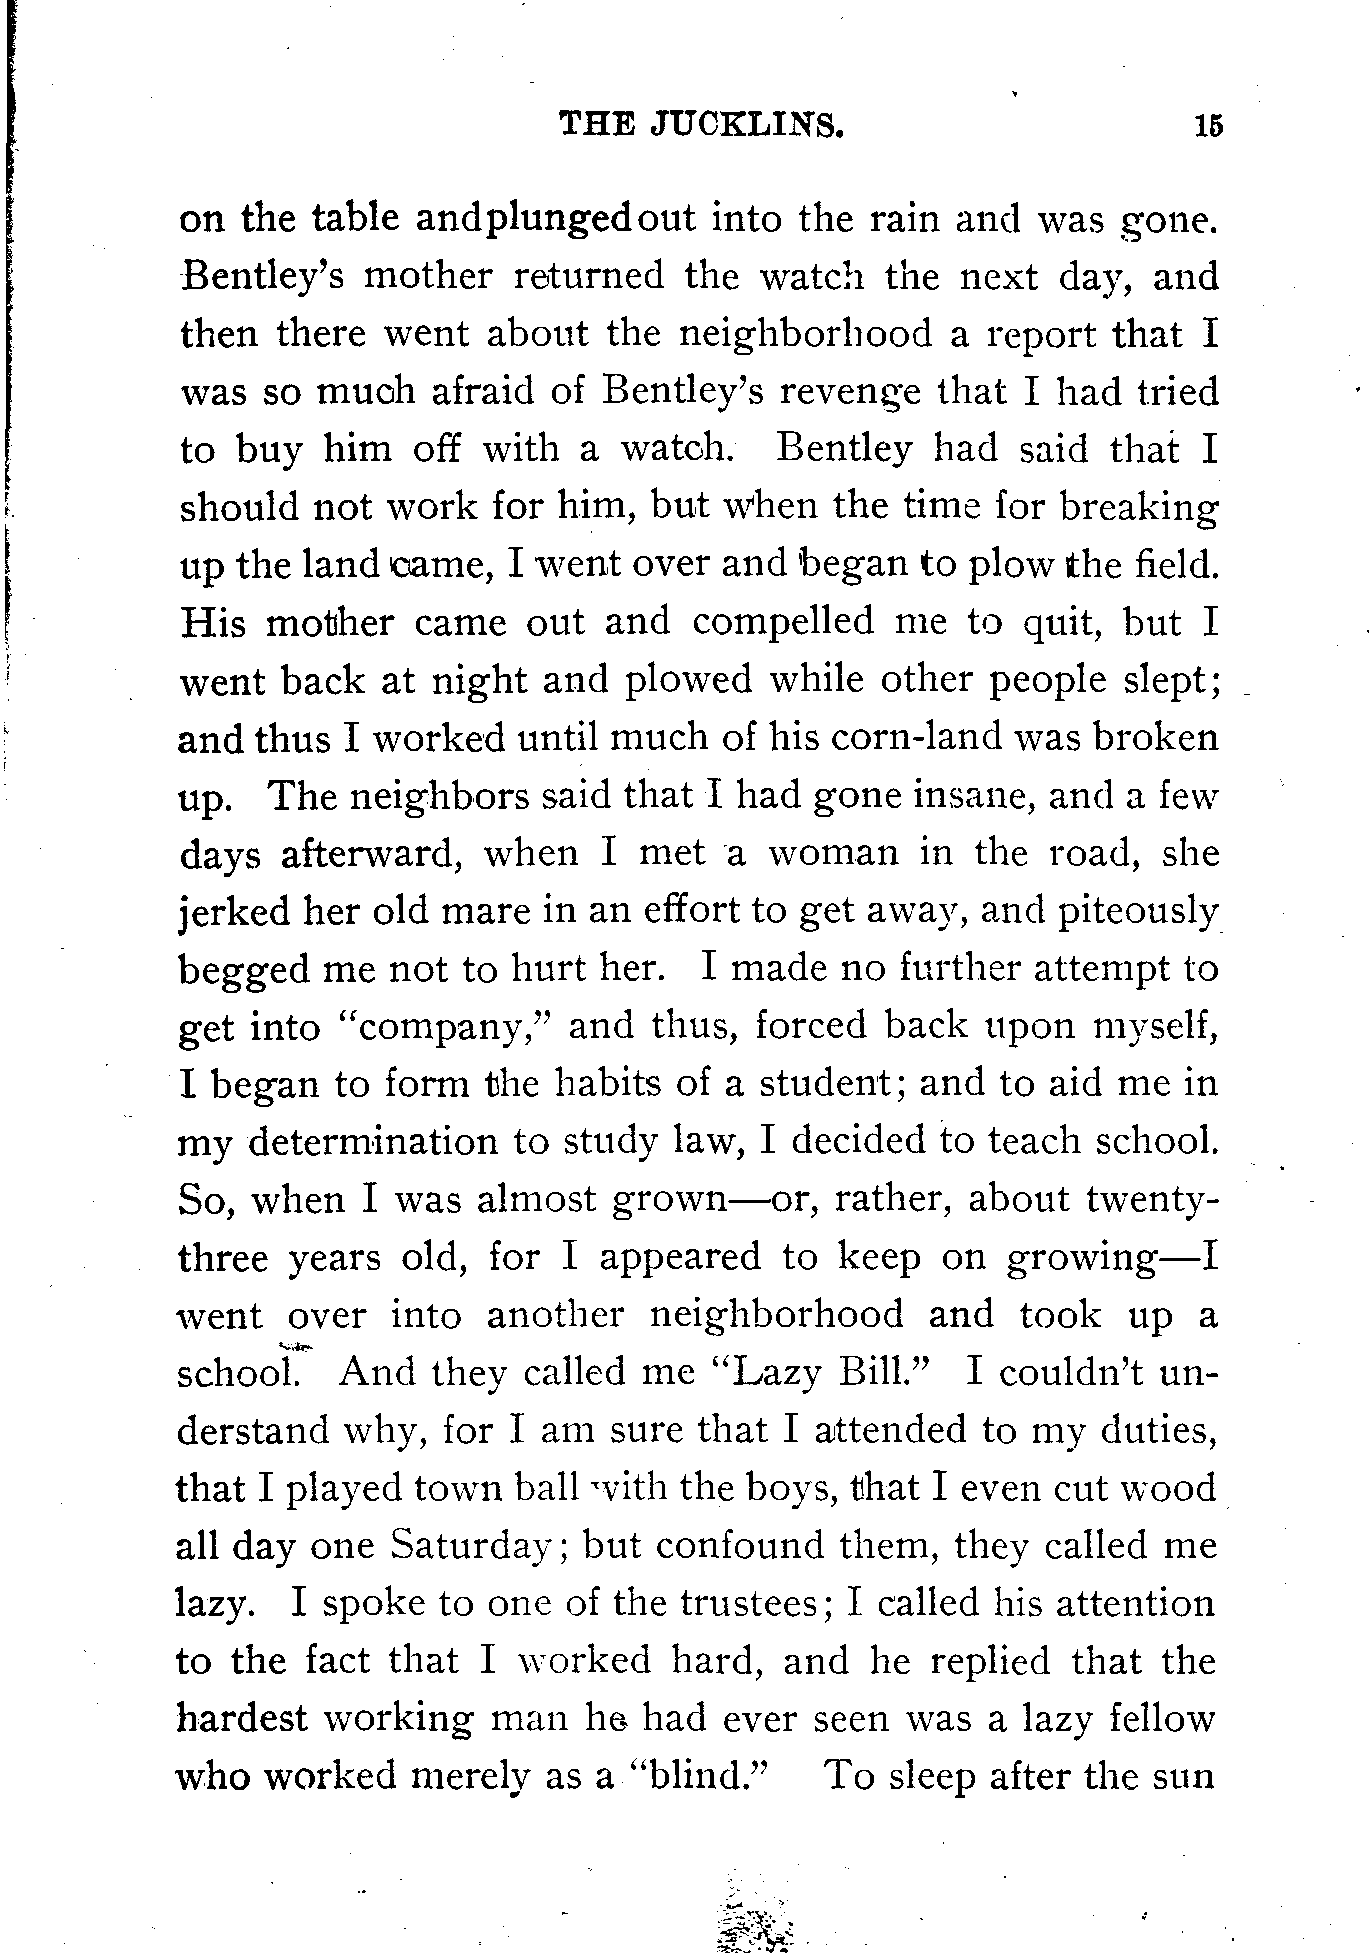 THE JUCKLINS. 15
on the table andplungedout into the rain and was gone.
Bentley's mother returned the watch the next day, and
then there went about the neighborhood a report that I
was so much afraid of Bentley's revenge that I had tried
to buy him off with a watch. Bentley had said that I
should not work for him, but when the time for breaking
up the land came, I went over and began to plow the field.
His mother came out and compelled me to quit, but I
went back at night and plowed while other people slept;
and thus I worked until much of his corn-land was broken
up. The neighbors said that I had gone insane, and a few
days afterward, when I met a woman in the road, she
jerked her old mare in an effort to get away, and piteously
begged me not to hurt her. I made no further attempt to
get into "company," and thus, forced back upon myself,
I began to form the habits of a student; and to aid me in
my determination to study law, I decided to teach school.
So, when I was almost grown—or, rather, about twenty-
three years old, for I appeared to keep on growing—I
went over into another neighborhood and took up a
school. And they called me "Lazy Bill." I couldn't un-
derstand why, for I am sure that I attended to my duties,
that I played town ball with the boys, that I even cut wood
all day one Saturday; but confound them, they called me
lazy. I spoke to one of the trustees; I called his attention
to the fact that I worked hard, and he replied that the
hardest working man he had ever seen was a lazy fellow
who worked merely as a "blind." To sleep after the sun